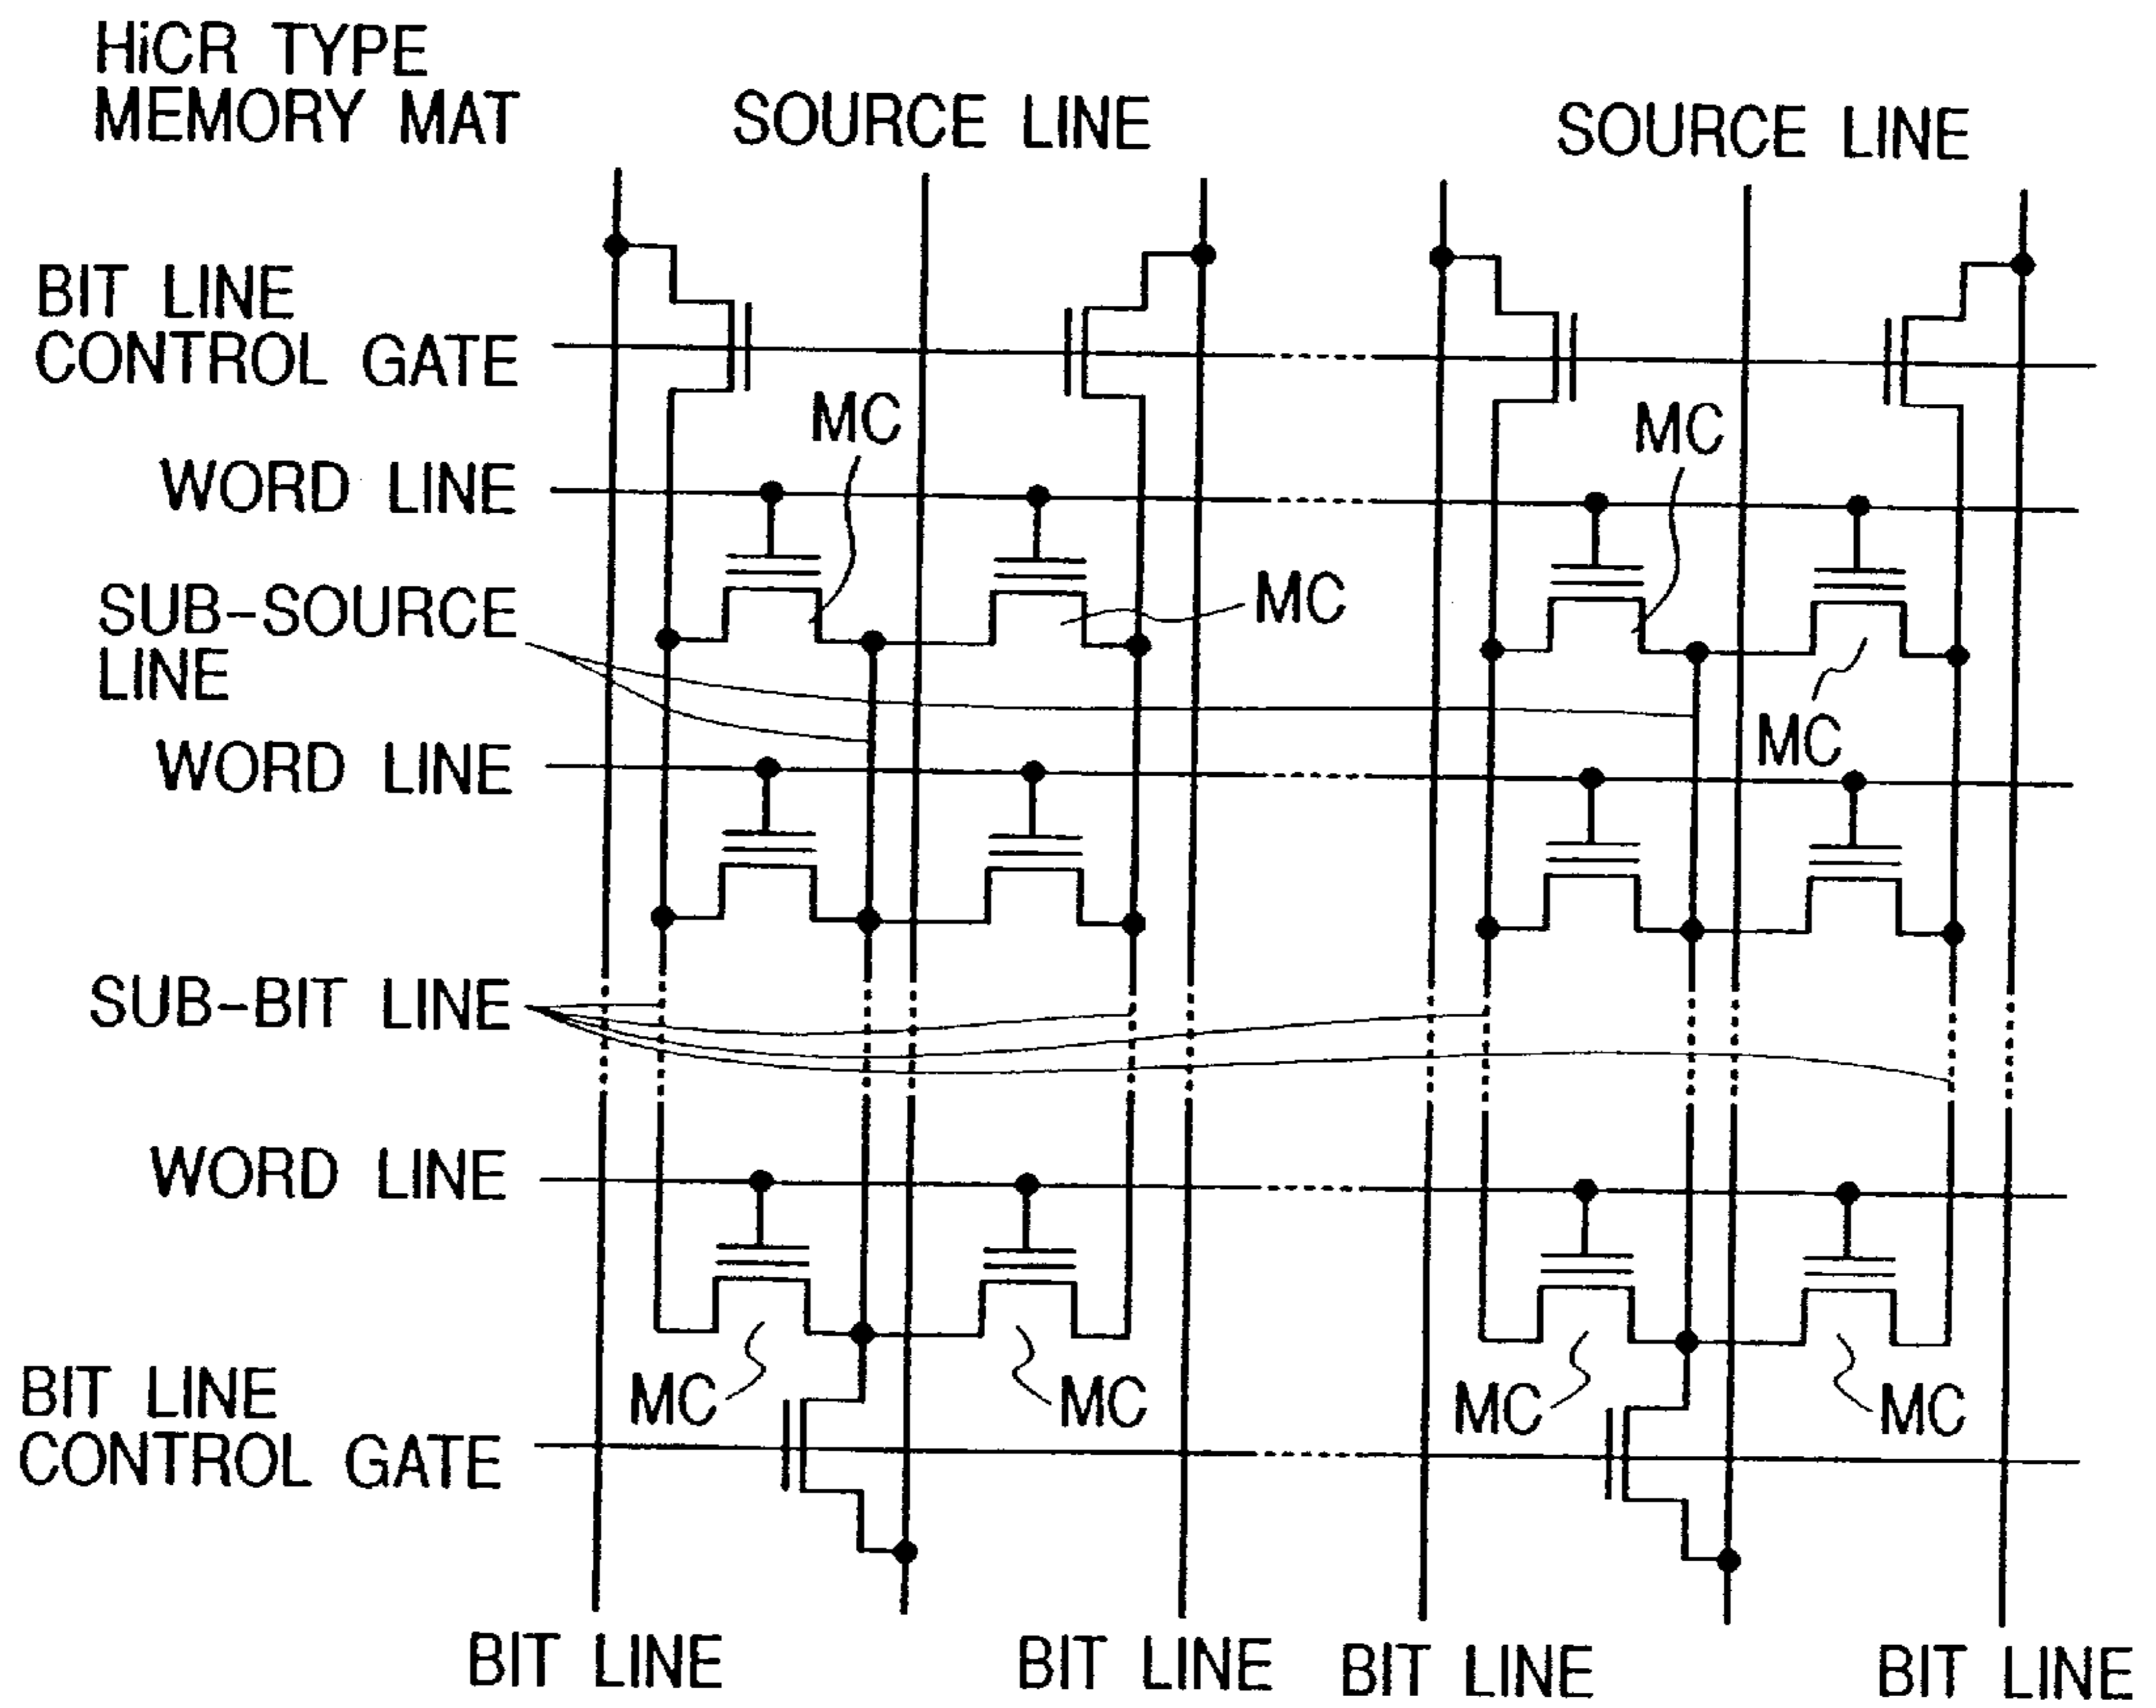 HiCR TYPE
MEMORY MAT
SOURCE LINE
SOURCE LINE
BIT LINE
CONTROL GATE
MC
MC
WORD LINE
SUB-SOURCE
LINE
MC
MC
WORD LINE
SUB-BIT LINE
WORD LINE
MC
MC
MC
MC
BIT LINE
CONTROL GATE
BIT LINE
BIT LINE
BIT LINE
BIT LINE